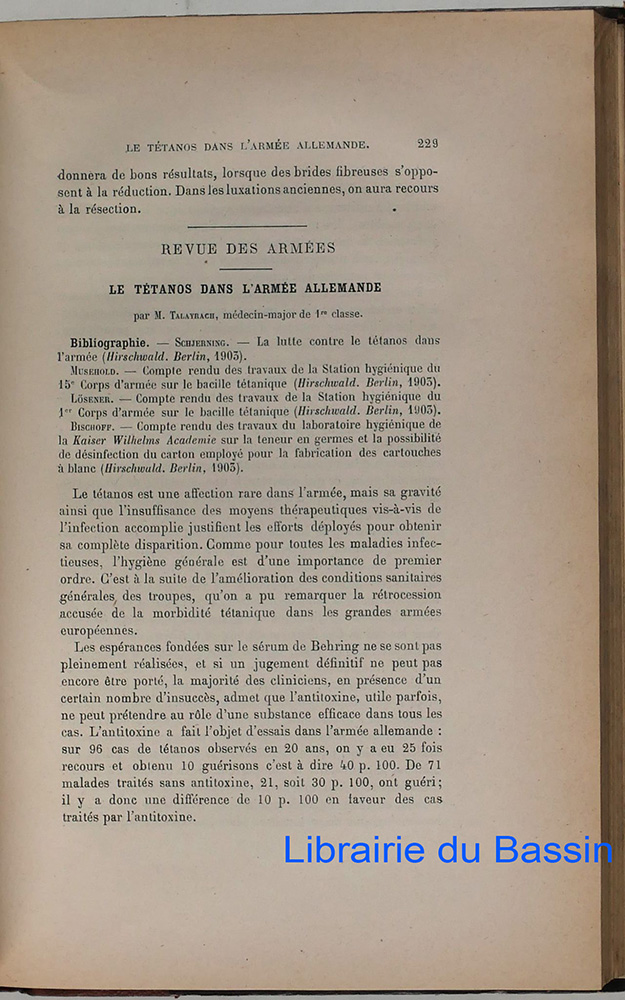 LE TÉTANOS DANS L'ARMÉE ALLEMANDE. 229
donnera de bons résultats, lorsque des brides fibreuses s'oppo-
sent à la réduction. Dans les luxations anciennes, on aura recours
à la résection.
REVUE DES ARMÉES
LE TÉTANOS DANS L'ARMÉE ALLEMANDE
par M. TALAYRACH, médecin-major de 1re classe.
Bibliographie. — SCHJERNING. — La lutte contre le tétanos dans
l'armée (Hirschwald. Berlin, 1903).
MUSEHOLD. — Compte rendu des travaux de la Station hygiénique du
15e Corps d'armée sur le bacille tétanique (Hirschwald. Berlin, 1903).
LÖSENER. — Compte rendu des travaux de la Station hygiénique du
1er Corps d'armée sur le bacille tétanique (Hirschwald. Berlin, 1903).
BISCHOFF. — Compte rendu des travaux du laboratoire hygiénique de
la Kaiser Wilhelms Academie sur la teneur en germes et la possibilité
de désinfection du carton employé pour la fabrication des cartouches
à blanc (Hirschwald. Berlin, 1903).
Le tétanos est une affection rare dans l'armée, mais sa gravité
ainsi que l'insuffisance des moyens thérapeutiques vis-à-vis de
l'infection accomplie justifient les efforts déployés pour obtenir
sa complète disparition. Comme pour toutes les maladies infec-
tieuses, l'hygiène générale est d'une importance de premier
ordre. C'est à la suite de l'amélioration des conditions sanitaires
générales, des troupes, qu'on a pu remarquer la rétrocession
accusée de la morbidité tétanique dans les grandes armées
européennes.
Les espérances fondées sur le sérum de Behring ne se sont pas
pleinement réalisées, et si un jugement définitif ne peut pas
encore être porté, la majorité des cliniciens, en présence d'un
certain nombre d'insuccès, admet que l'antitoxine, utile parfois,
ne peut prétendre au rôle d'une substance efficace dans tous les
cas. L'antitoxine a fait l'objet d'essais dans l'armée allemande :
sur 96 cas de tétanos observés en 20 ans, on y a eu 25 fois
recours et obtenu 10 guérisons c'est à dire 40 p. 100. De 71
malades traités sans antitoxine, 21, soit 30 p. 100, ont guéri;
il y a donc une différence de 10 p. 100 en faveur des cas
traités par l'antitoxine.
Librairie du Bassin